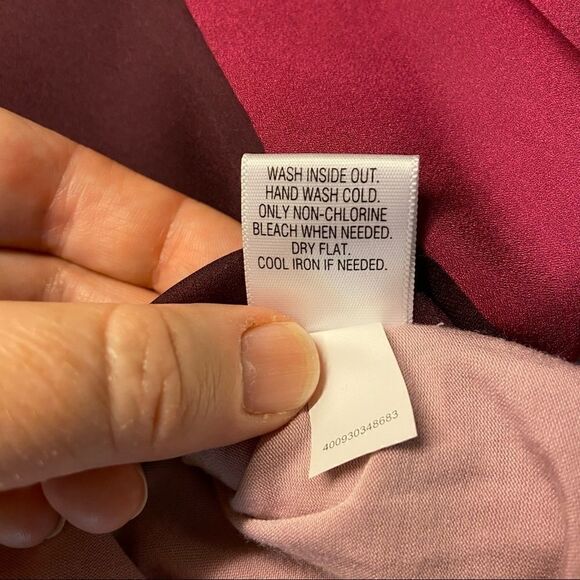 WASH INSIDE OUT.
HAND WASH COLD.
ONLY NON-CHLORINE
BLEACH WHEN NEEDED.
DRY FLAT.
COOL IRON IF NEEDED.
400930348683